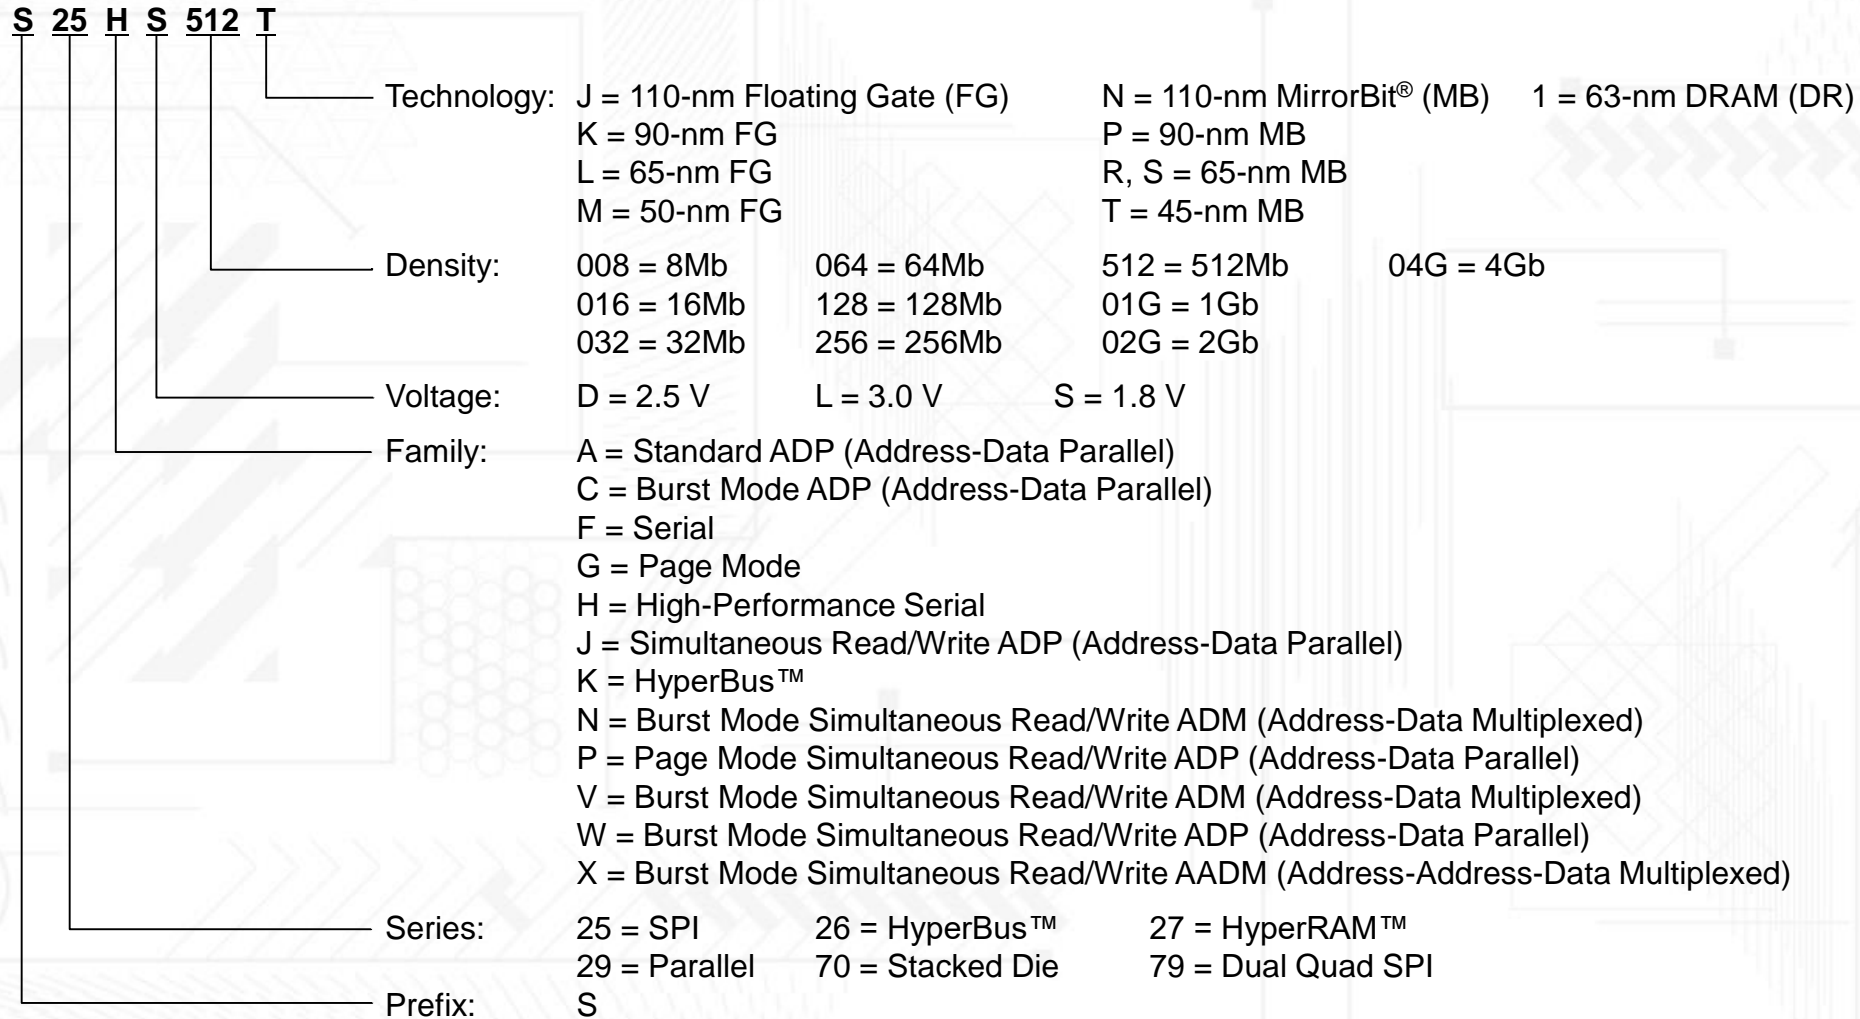 S 25 H S 512 T
Technology: J = 110-nm Floating Gate (FG) N = 110-nm MirrorBit® (MB) 1 = 63-nm DRAM (DR)
K = 90-nm FG P = 90-nm MB
L = 65-nm FG R, S = 65-nm MB
M = 50-nm FG T = 45-nm MB
Density: 008 = 8Mb 064 = 64Mb 512 = 512Mb 04G = 4Gb
016 = 16Mb 128 = 128Mb 01G = 1Gb
032 = 32Mb 256 = 256Mb 02G = 2Gb
Voltage: D = 2.5 V L = 3.0 V S = 1.8 V
Family: A = Standard ADP (Address-Data Parallel)
C = Burst Mode ADP (Address-Data Parallel)
F = Serial
G = Page Mode
H = High-Performance Serial
J = Simultaneous Read/Write ADP (Address-Data Parallel)
K = HyperBus™
N = Burst Mode Simultaneous Read/Write ADM (Address-Data Multiplexed)
P = Page Mode Simultaneous Read/Write ADP (Address-Data Parallel)
V = Burst Mode Simultaneous Read/Write ADM (Address-Data Multiplexed)
W = Burst Mode Simultaneous Read/Write ADP (Address-Data Parallel)
X = Burst Mode Simultaneous Read/Write AADM (Address-Address-Data Multiplexed)
Series: 25 = SPI 26 = HyperBus™ 27 = HyperRAM™
29 = Parallel 70 = Stacked Die 79 = Dual Quad SPI
Prefix: S